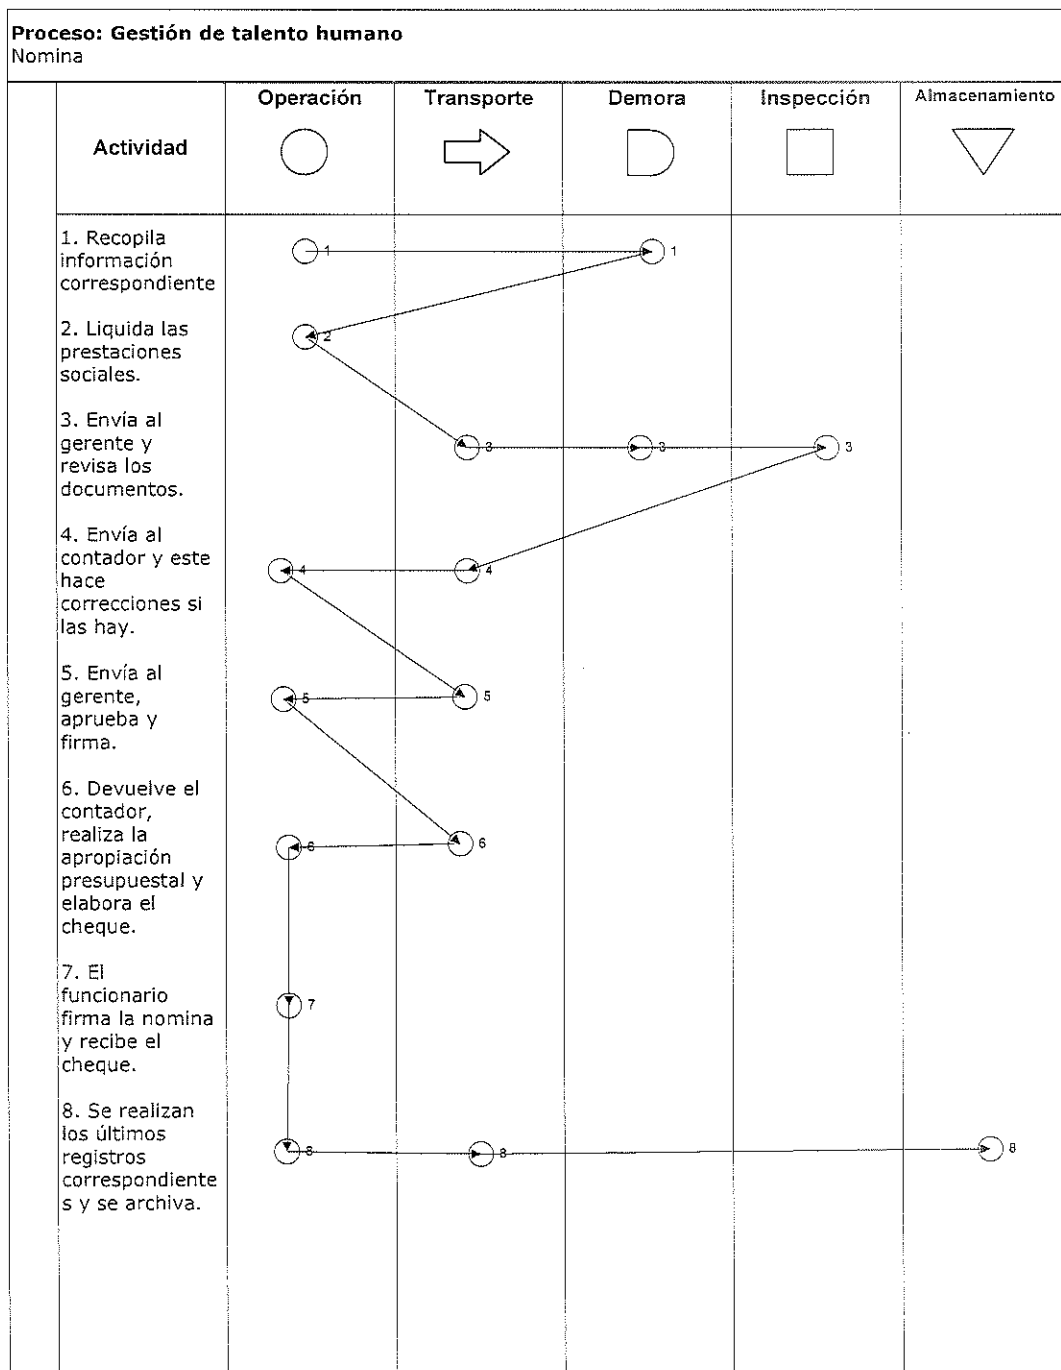 Proceso: Gestión de talento humano
Nomina
Actividad
Operación
Transporte
Demora
Inspección
Almacenamiento
1. Recopila
información
correspondiente
1
1
2. Liquida las
prestaciones
sociales.
2
3. Envía al
gerente y
revisa los
documentos.
3
3
3
4. Envía al
contador y este
hace
correcciones si
las hay.
4
4
5. Envía al
gerente,
aprueba y
firma.
5
5
6. Devuelve el
contador,
realiza la
apropiación
presupuestal y
elabora el
cheque.
6
6
7. El
funcionario
firma la nomina
y recibe el
cheque.
7
8. Se realizan
los últimos
registros
correspondiente
s y se archiva.
8
8
8